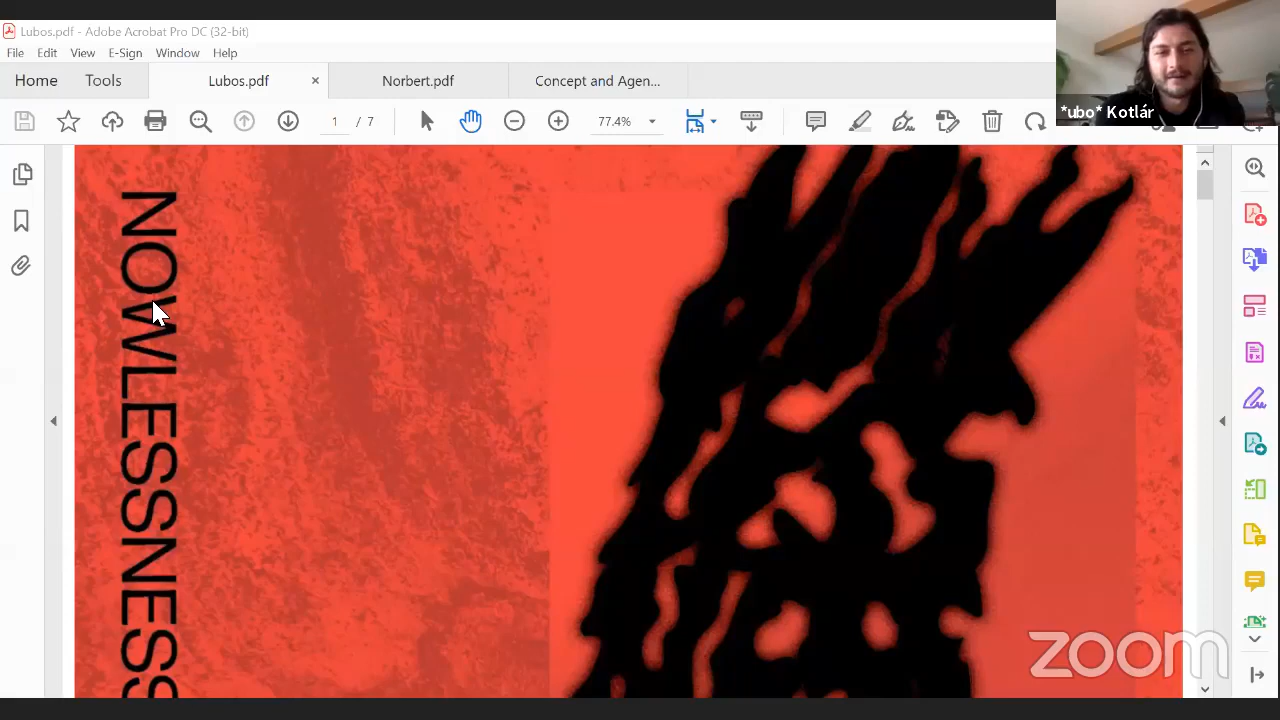 Lubos.pdf - Adobe Acrobat Pro DC (32-bit)
File Edit View E-Sign Window Help
Home Tools Lubos.pdf × Norbert.pdf Concept and Agen...
1 / 7 77.4%
*ubo* Kotlár
NOWLESSNESS
zoom